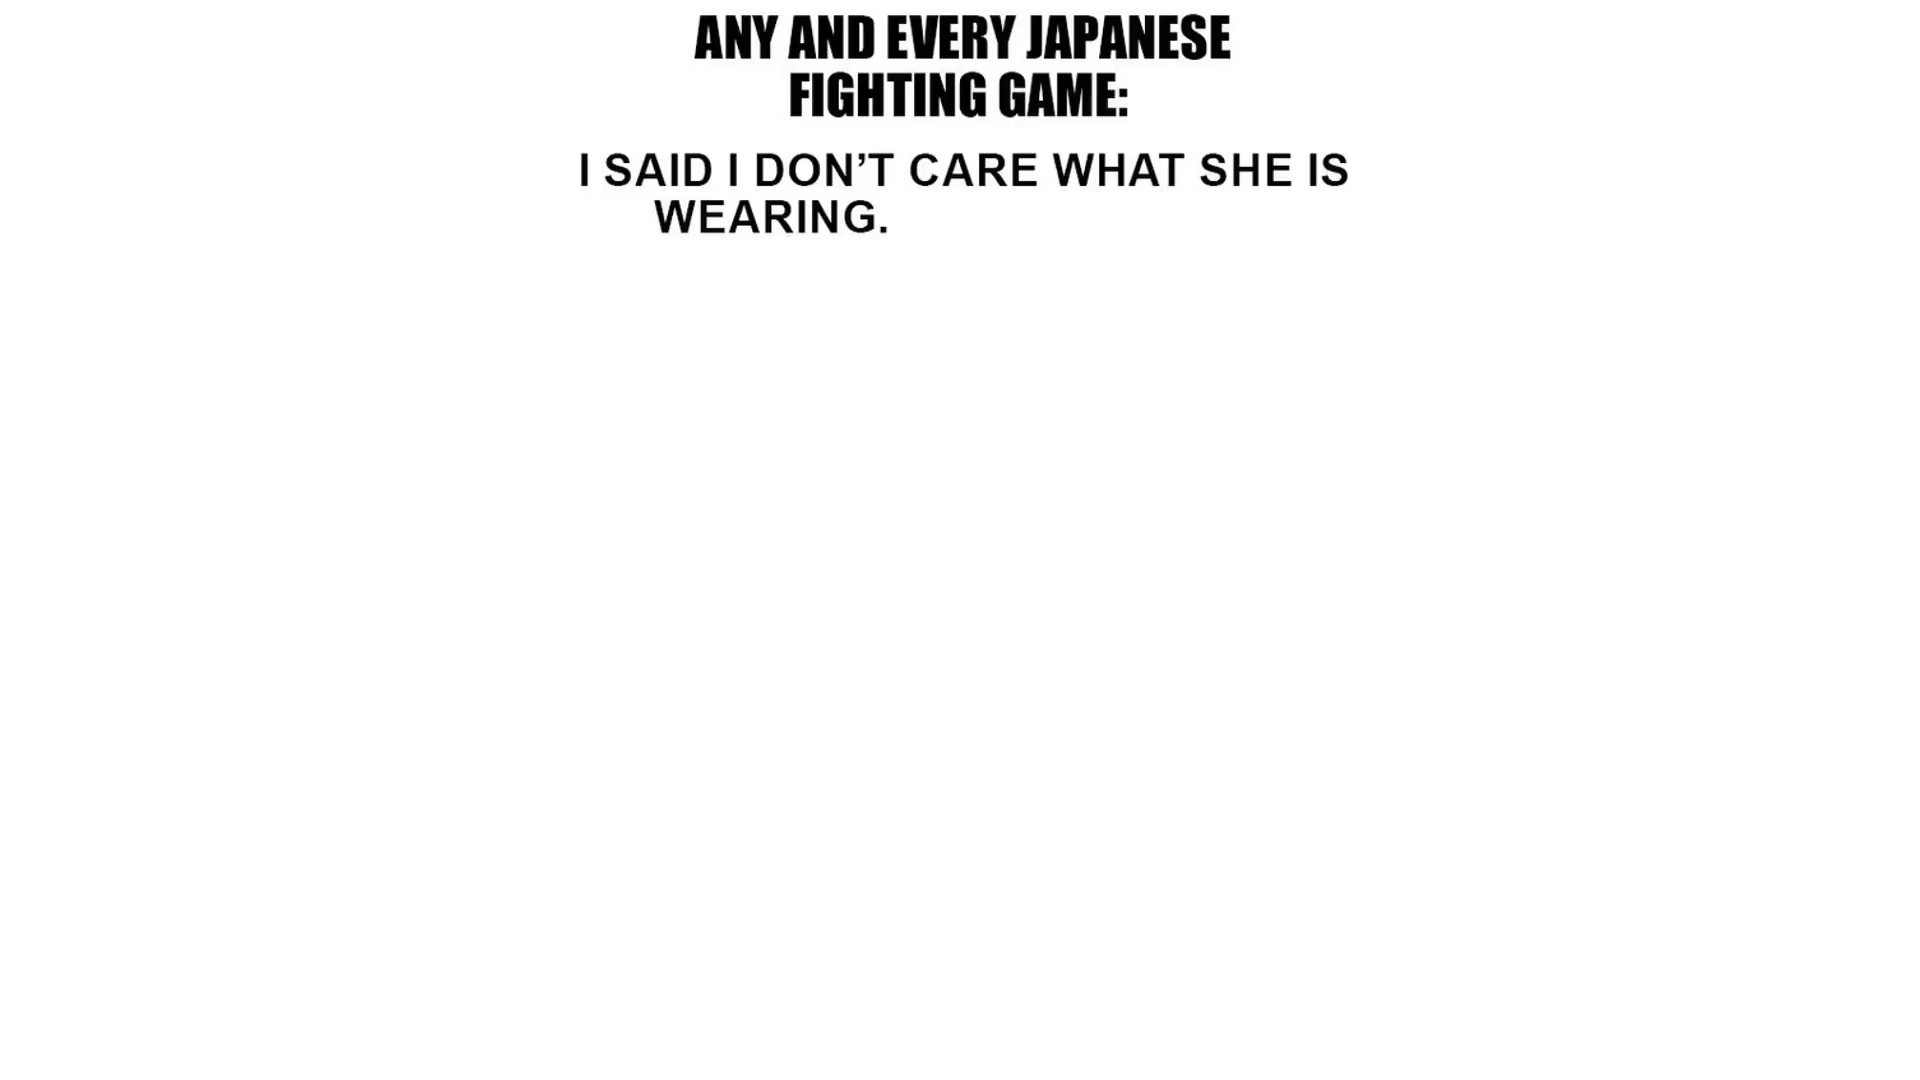 ANY AND EVERY JAPANESE
FIGHTING GAME:
I SAID I DON’T CARE WHAT SHE IS
WEARING.